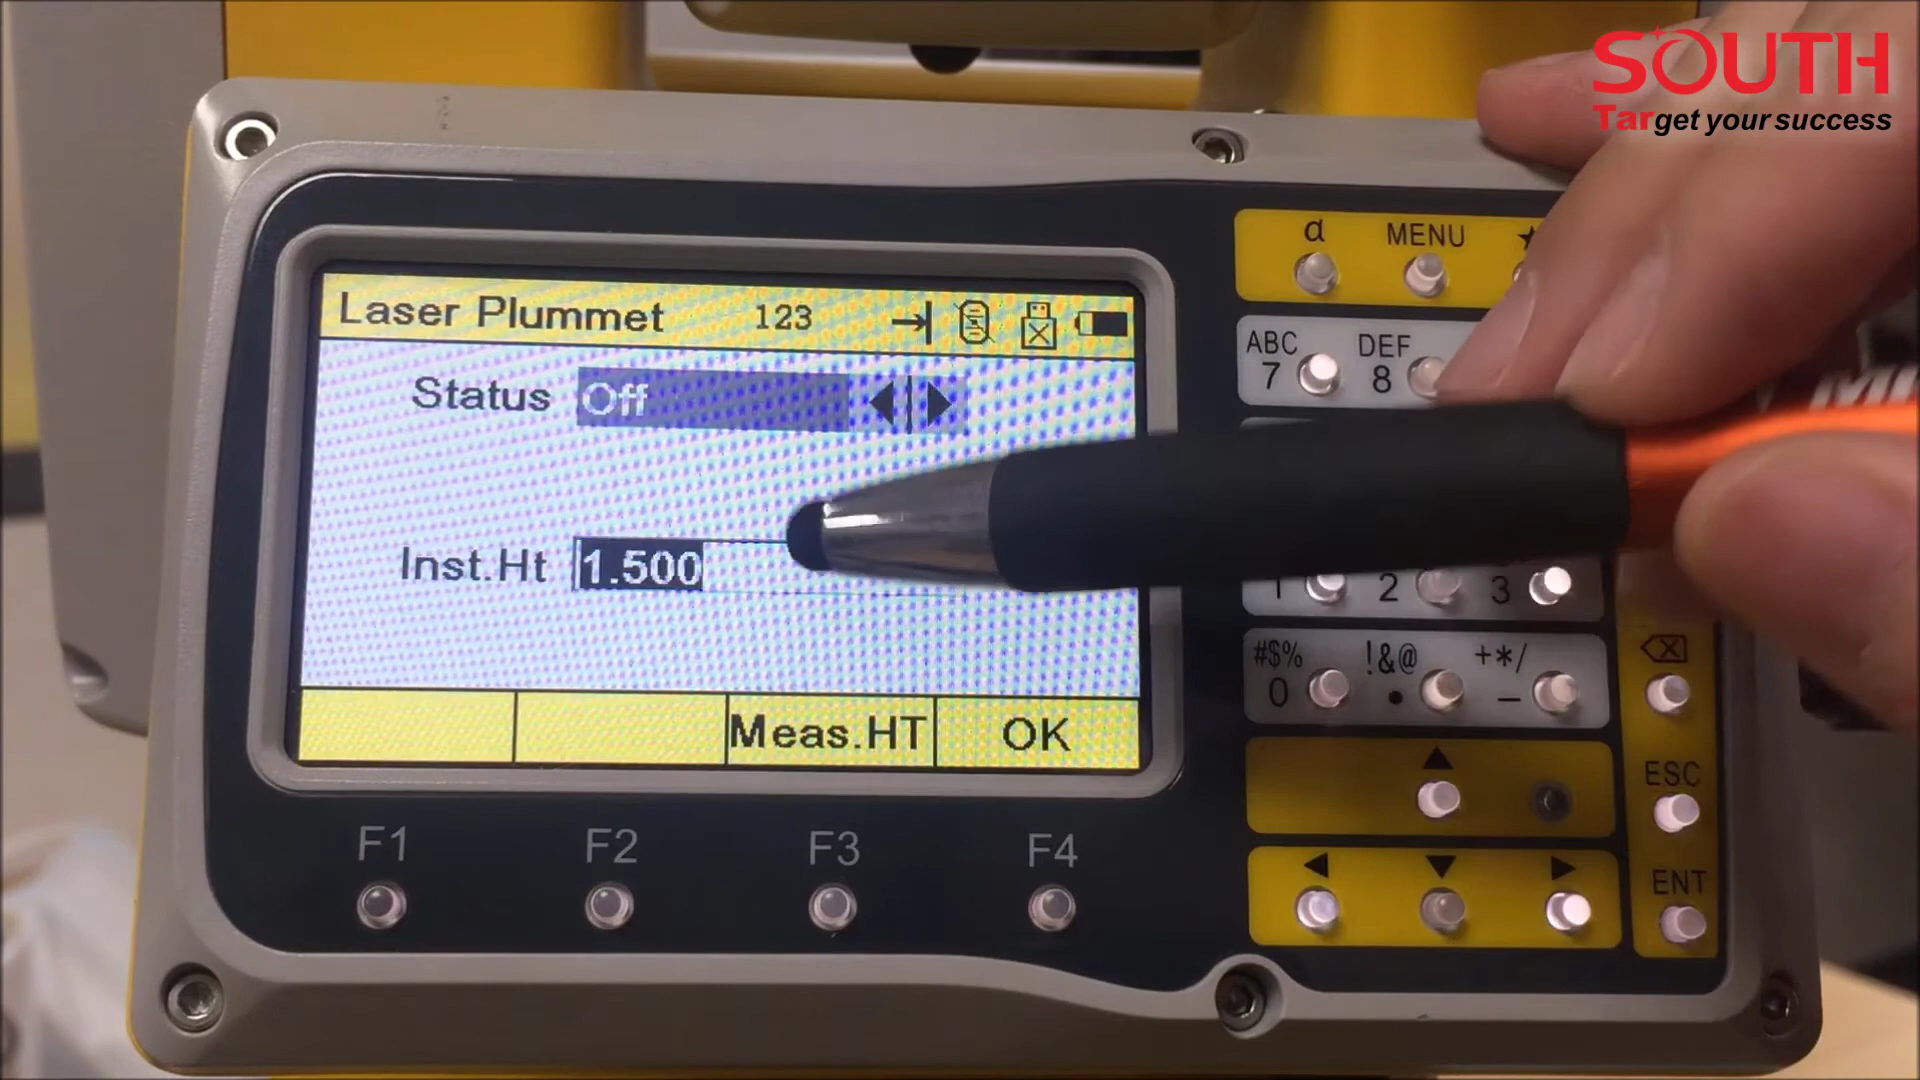 SOUTH
Target your success
Laser Plummet 123
Status Off
Inst.Ht 1.500
Meas.HT OK
F1 F2 F3 F4
α MENU
ABC DEF
7 8
1 2 3
#$% !&@ +*/
0 • –
ESC
ENT